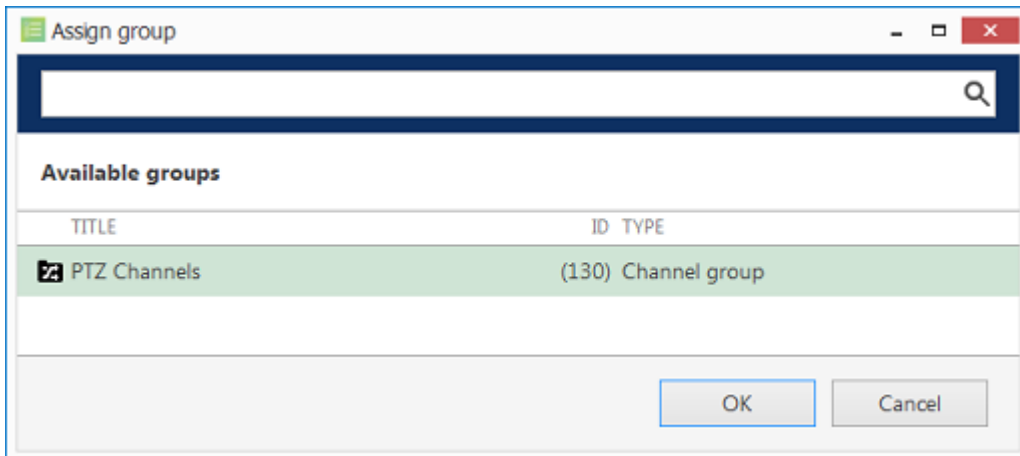 Assign group
Available groups
TITLE ID TYPE
PTZ Channels (130) Channel group
OK Cancel